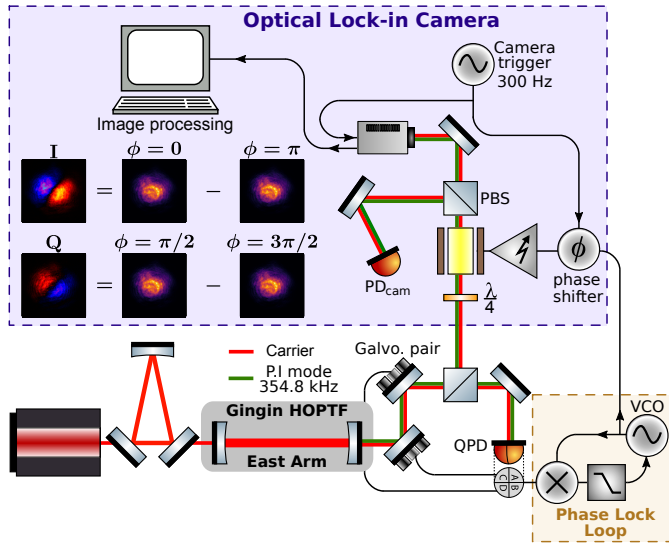 Optical Lock-in Camera
Camera
trigger
300 Hz
Image processing
I
ϕ = 0
ϕ = π
=
−
PBS
Q
ϕ = π/2
ϕ = 3π/2
=
−
PDcam
λ
4
ϕ
phase
shifter
Galvo. pair
Carrier
P.I mode
354.8 kHz
Gingin HOPTF
East Arm
QPD
A B
C D
VCO
Phase Lock
Loop